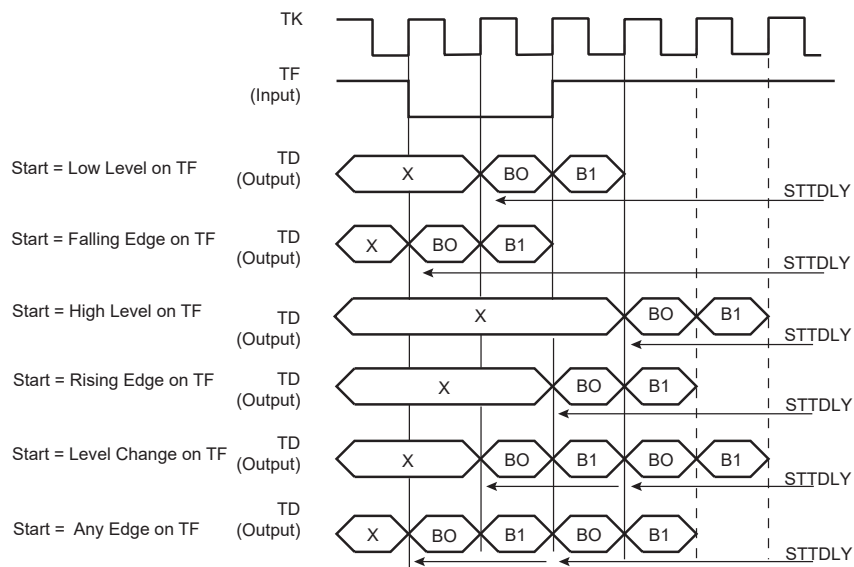 TK
TF
(Input)
Start = Low Level on TF
TD
(Output)
X
BO
B1
STTDLY
Start = Falling Edge on TF
TD
(Output)
X
BO
B1
STTDLY
Start = High Level on TF
TD
(Output)
X
BO
B1
STTDLY
Start = Rising Edge on TF
TD
(Output)
X
BO
B1
STTDLY
Start = Level Change on TF
TD
(Output)
X
BO
B1
BO
B1
STTDLY
Start = Any Edge on TF
TD
(Output)
X
BO
B1
BO
B1
STTDLY